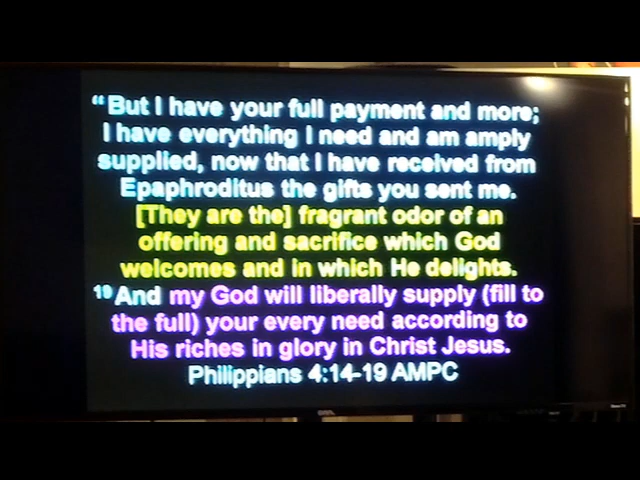 “But I have your full payment and more;
I have everything I need and am amply
supplied, now that I have received from
Epaphroditus the gifts you sent me.
[They are the] fragrant odor of an
offering and sacrifice which God
welcomes and in which He delights.
¹⁹And my God will liberally supply (fill to
the full) your every need according to
His riches in glory in Christ Jesus.
Philippians 4:14-19 AMPC